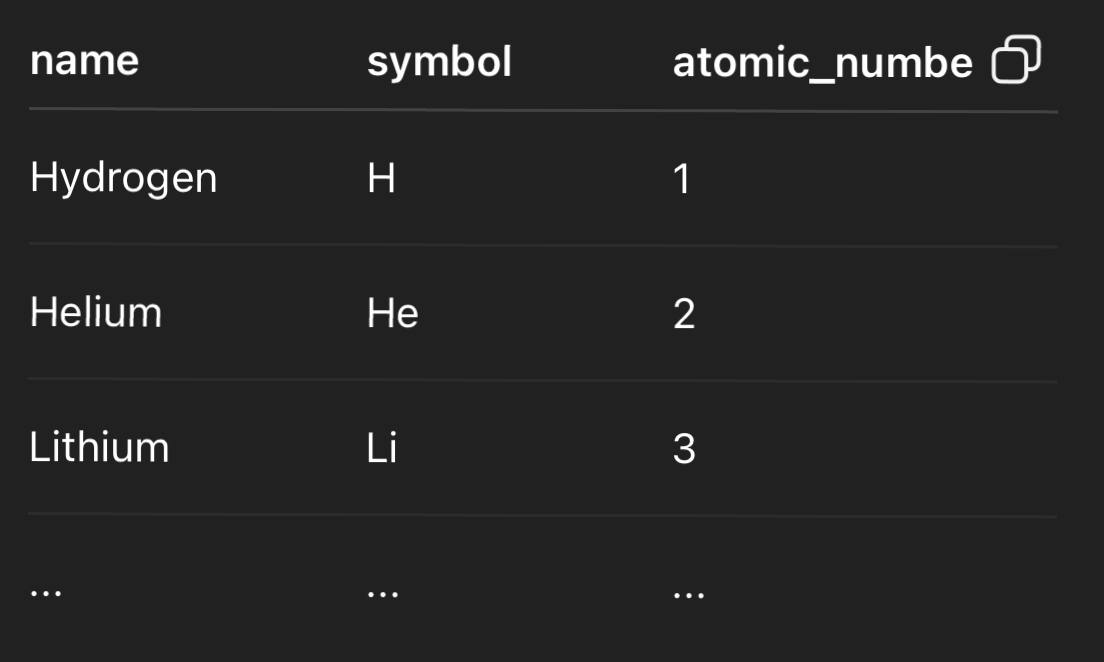 name symbol atomic_numbe
Hydrogen H 1
Helium He 2
Lithium Li 3
... ... ...